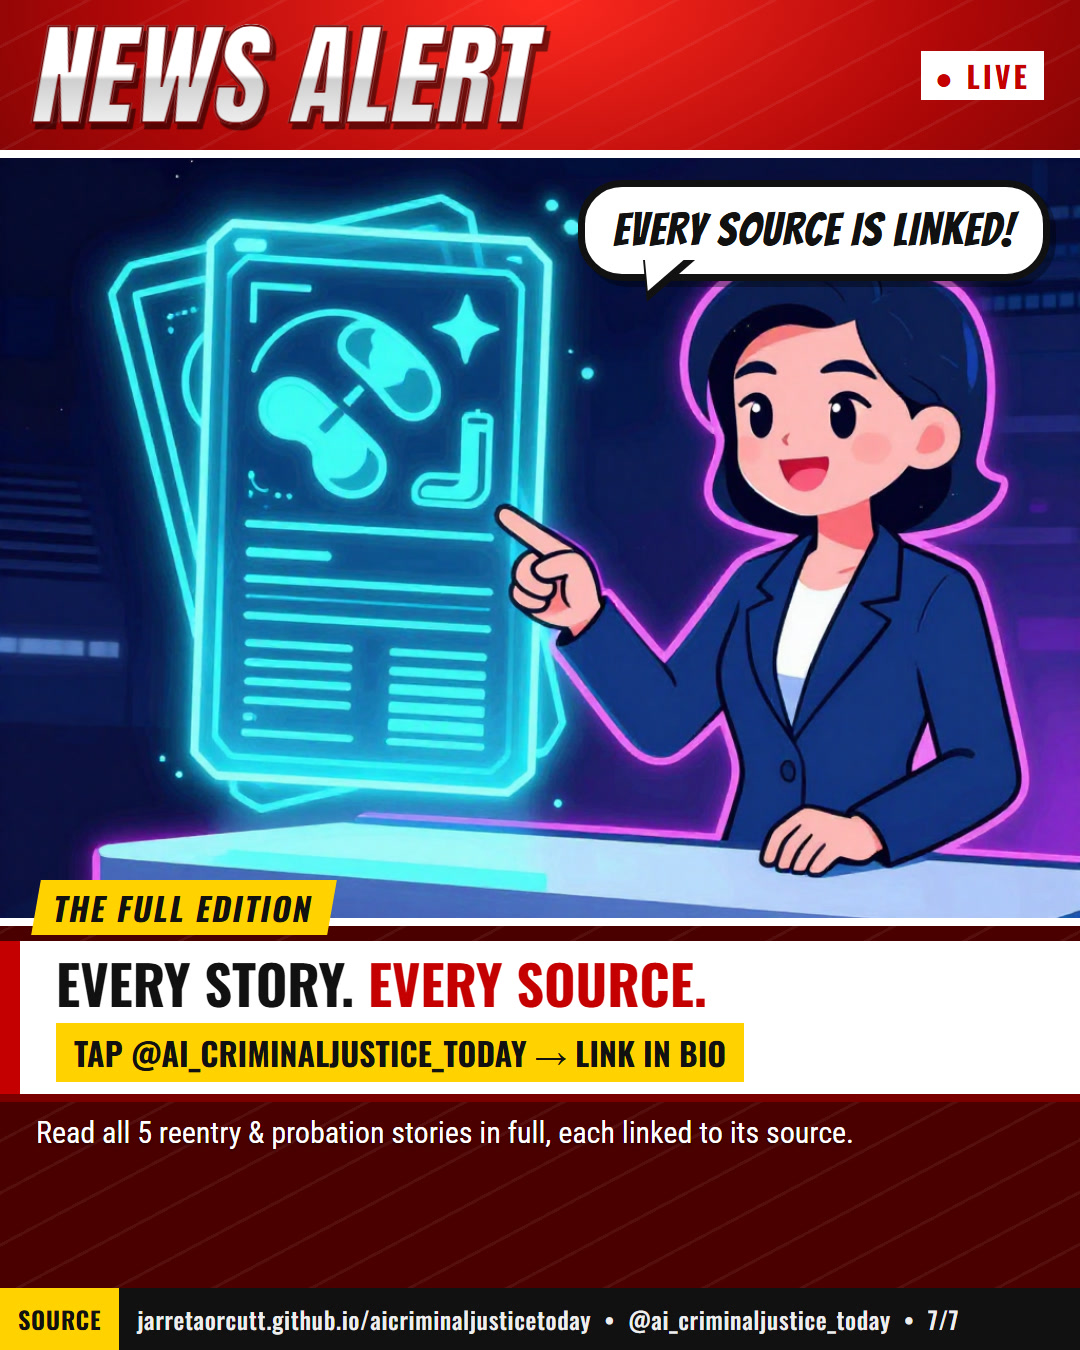 NEWS ALERT
● LIVE
EVERY SOURCE IS LINKED!
THE FULL EDITION
EVERY STORY. EVERY SOURCE.
TAP @AI_CRIMINALJUSTICE_TODAY → LINK IN BIO
Read all 5 reentry & probation stories in full, each linked to its source.
SOURCE jarretaorcutt.github.io/aicriminaljusticetoday • @ai_criminaljustice_today • 7/7